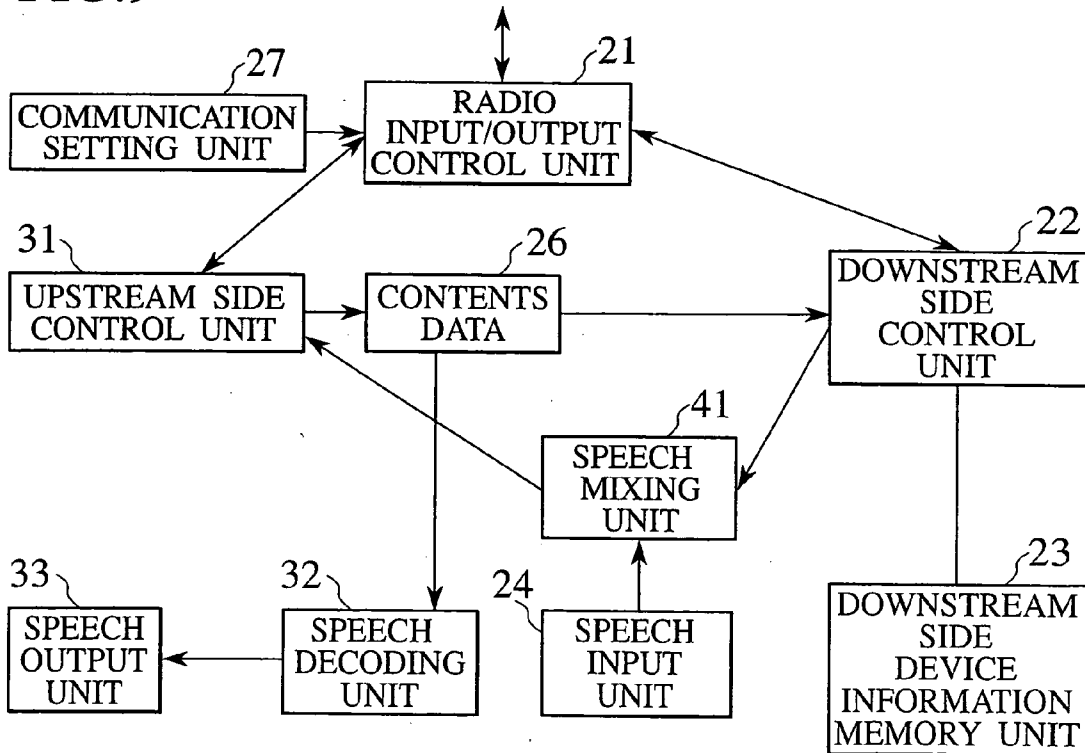 27
COMMUNICATION
SETTING UNIT
21
RADIO
INPUT/OUTPUT
CONTROL UNIT
31
UPSTREAM SIDE
CONTROL UNIT
26
CONTENTS
DATA
22
DOWNSTREAM
SIDE
CONTROL
UNIT
41
SPEECH
MIXING
UNIT
33
SPEECH
OUTPUT
UNIT
32
SPEECH
DECODING
UNIT
24
SPEECH
INPUT
UNIT
23
DOWNSTREAM
SIDE
DEVICE
INFORMATION
MEMORY UNIT